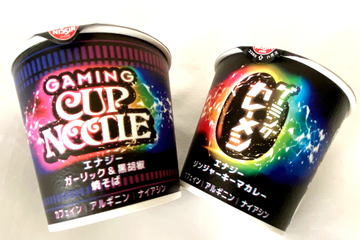 NISSIN
GAMING
CUP
NOODLE
エナジー
ガーリック&黒胡椒
焼そば
カフェイン|アルギニン|ナイアシン
NISSIN
ゲーミング
カレーメシ
エナジー
ジンジャーキーマカレー
カフェイン|アルギニン|ナイアシン